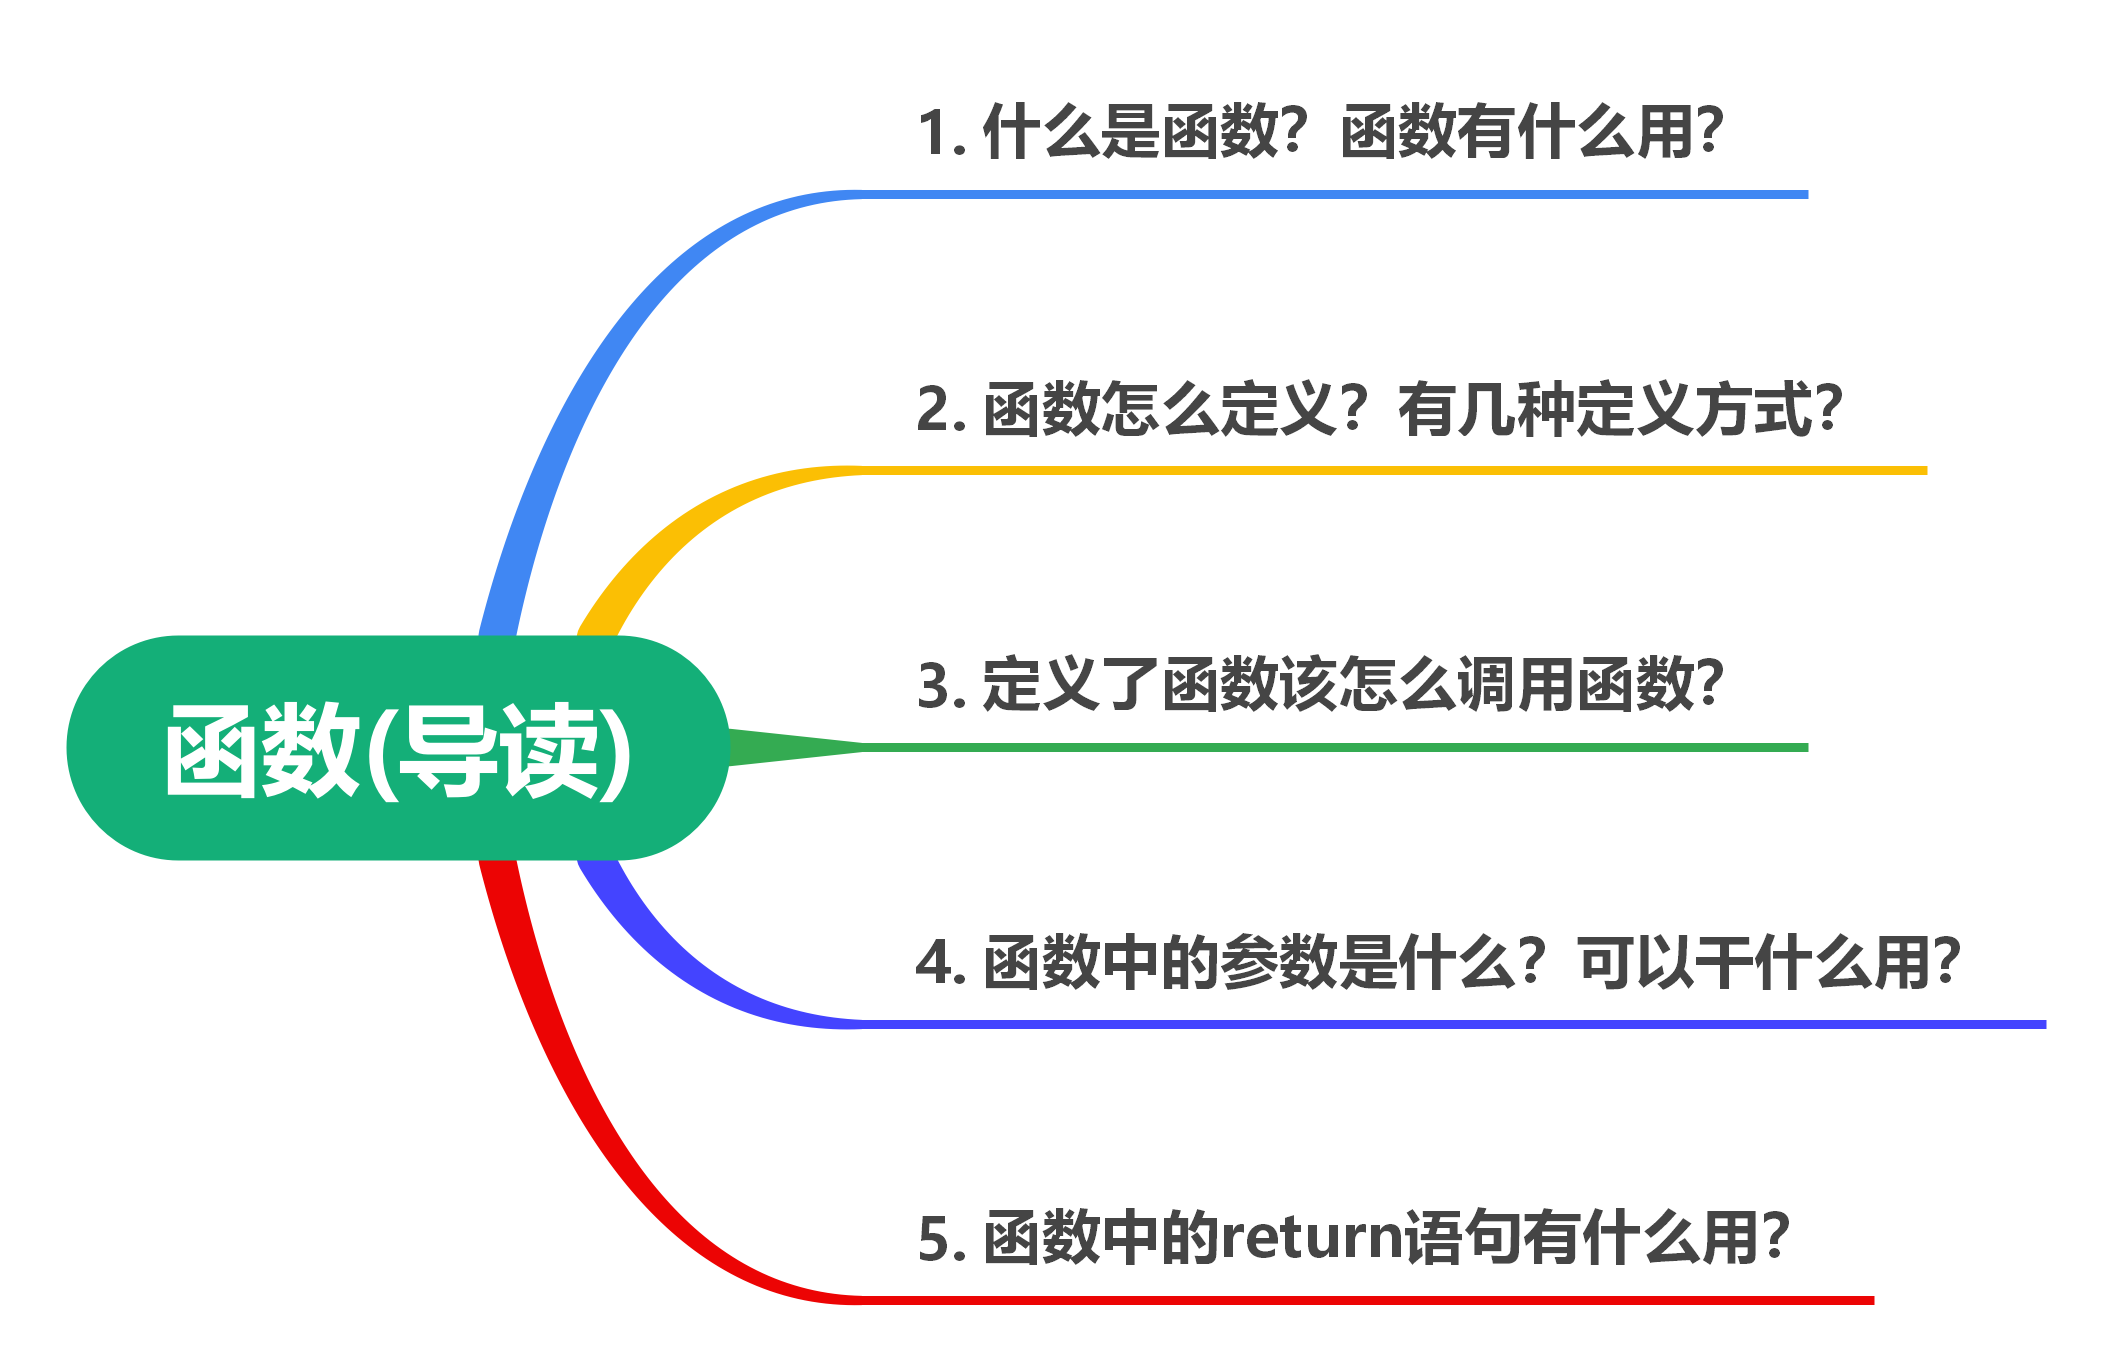 1. 什么是函数？函数有什么用？
2. 函数怎么定义？有几种定义方式？
函数(导读)
3. 定义了函数该怎么调用函数？
4. 函数中的参数是什么？可以干什么用？
5. 函数中的return语句有什么用？